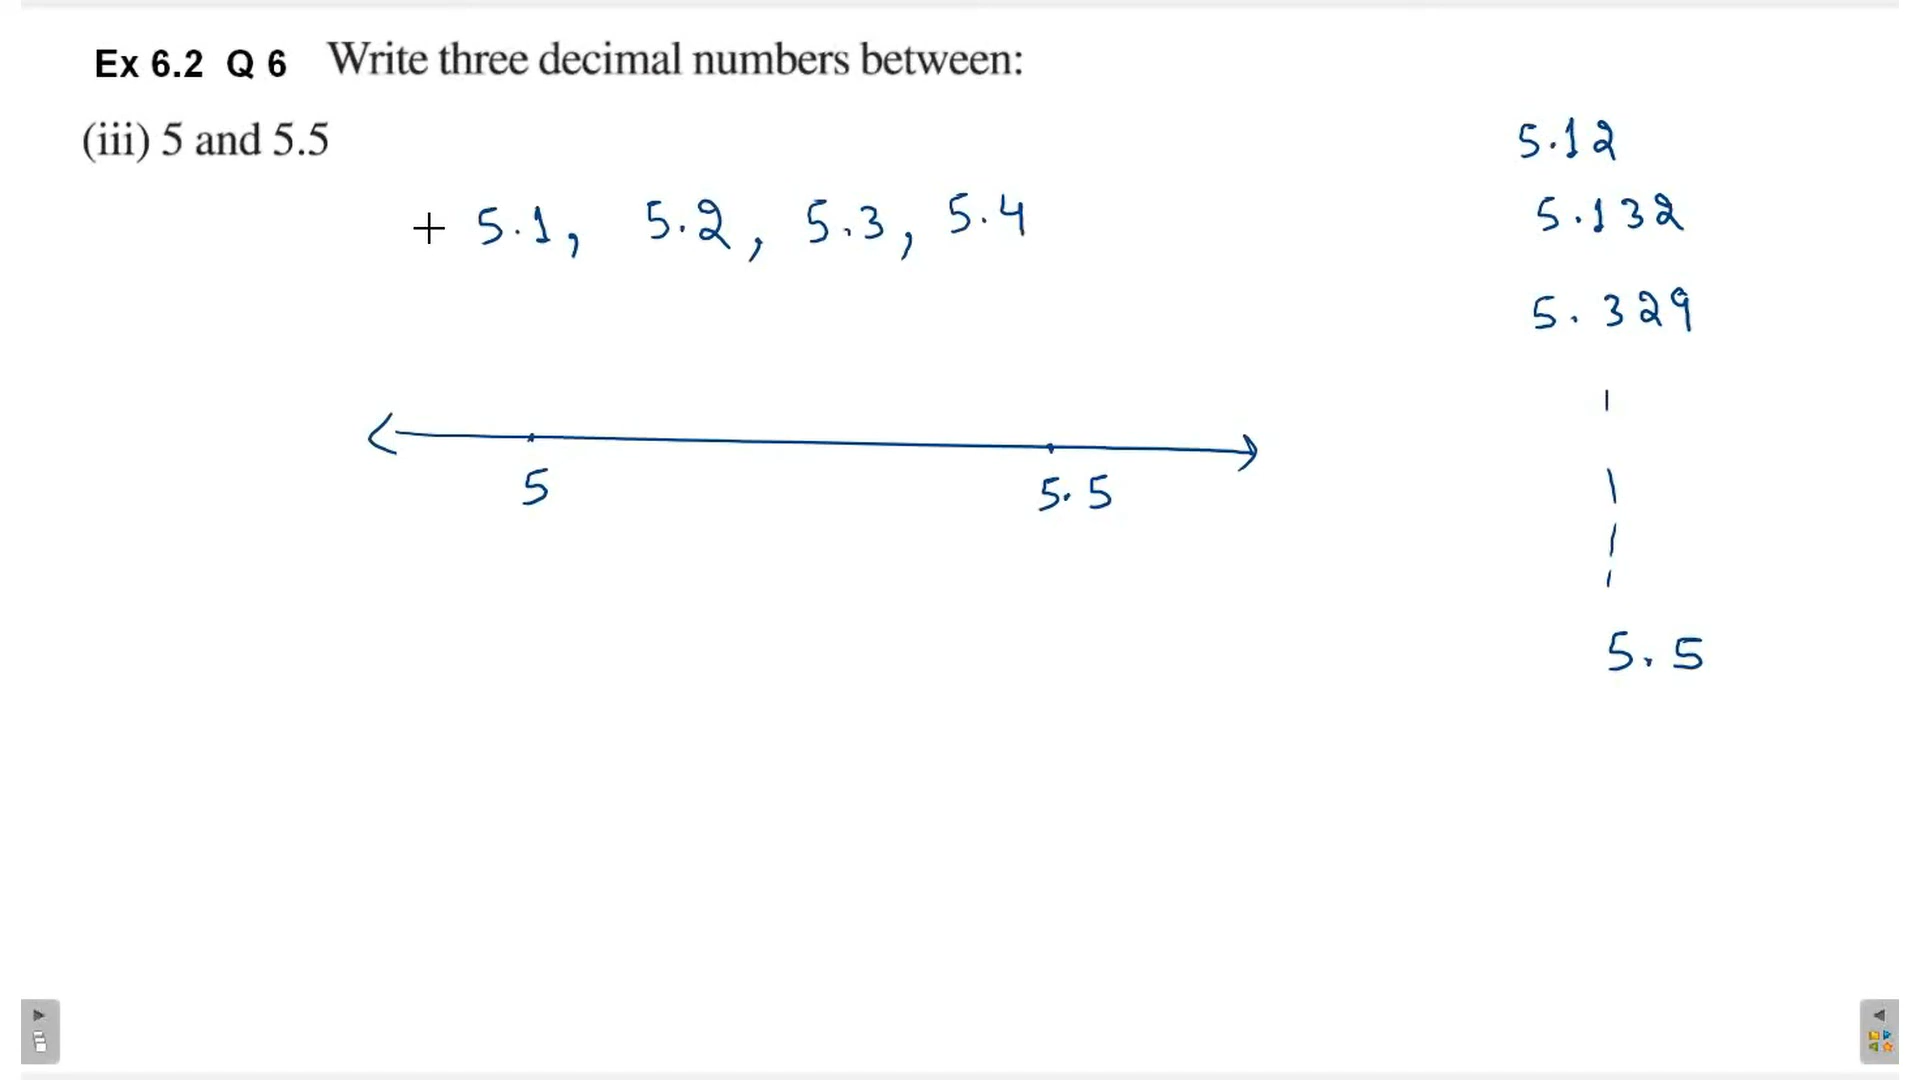 Ex 6.2 Q 6 Write three decimal numbers between:
(iii) 5 and 5.5
5.1, 5.2, 5.3, 5.4
5 5.5
5.12
5.132
5.329
5.5